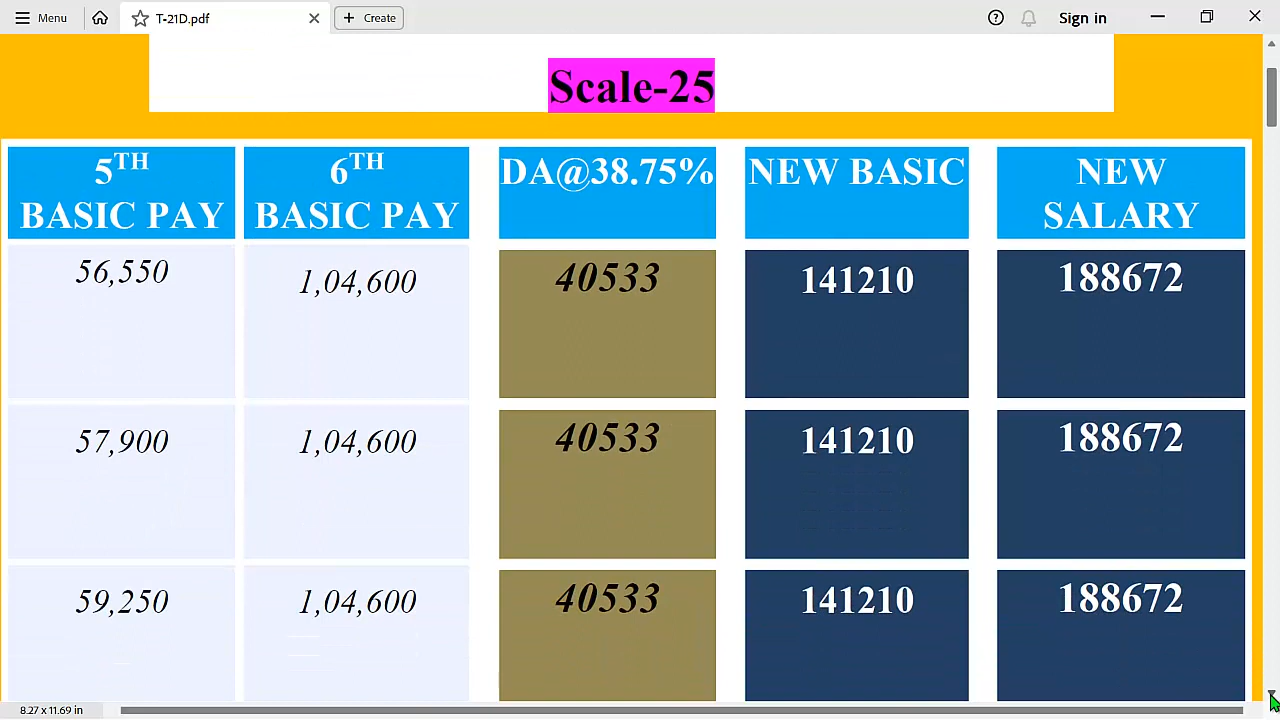 Menu
T-21D.pdf
Create
Sign in
Scale-25
5TH BASIC PAY
6TH BASIC PAY
DA@38.75%
NEW BASIC
NEW SALARY
56,550 1,04,600 40533 141210 188672
57,900 1,04,600 40533 141210 188672
59,250 1,04,600 40533 141210 188672
8.27 x 11.69 in